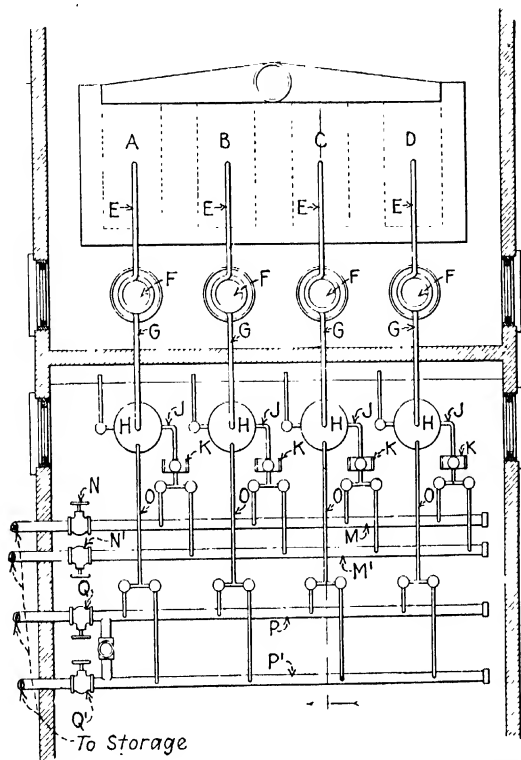 A B C D
E E E E
F F F F
G G G G
H J H J H J H J
K K K K
N O O O O
M
N' M'
Q P
P'
Q'
To Storage